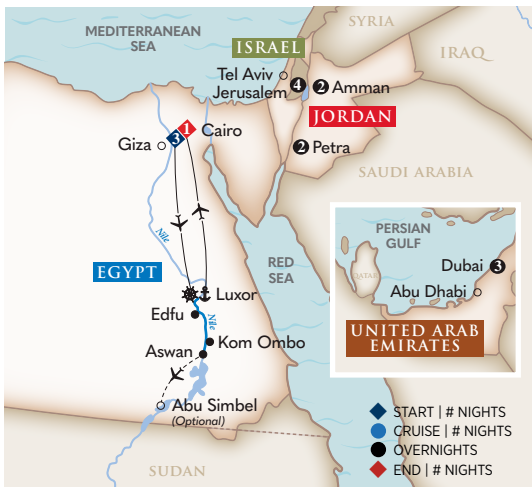 MEDITERRANEAN
SEA
SYRIA
ISRAEL
IRAQ
Tel Aviv
Jerusalem
4
2 Amman
JORDAN
1
3
Cairo
Giza
2 Petra
SAUDI ARABIA
Nile
PERSIAN
GULF
RED
SEA
EGYPT
QATAR
Dubai 3
Abu Dhabi
Luxor
Edfu
Nile
UNITED ARAB
EMIRATES
Kom Ombo
Aswan
Abu Simbel
(Optional)
START | # NIGHTS
CRUISE | # NIGHTS
OVERNIGHTS
END | # NIGHTS
SUDAN